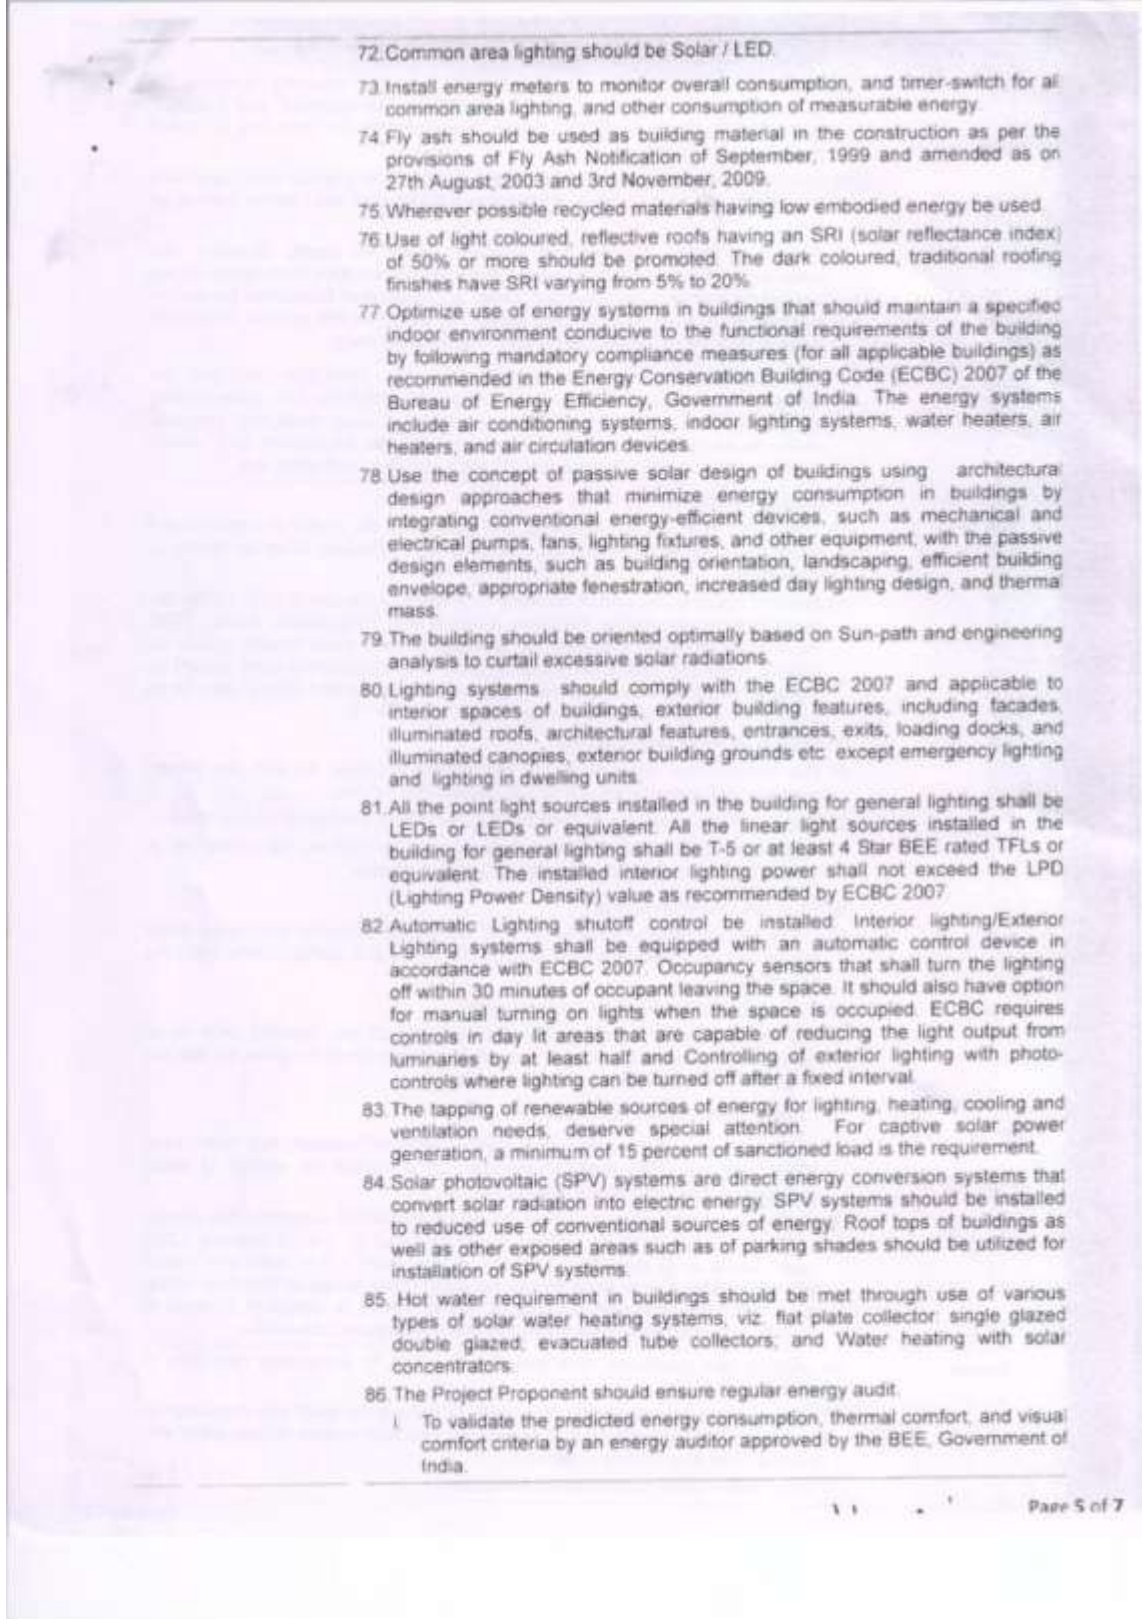 72.Common area lighting should be Solar / LED.
73.Install energy meters to monitor overall consumption, and timer-switch for all
common area lighting, and other consumption of measurable energy.
74.Fly ash should be used as building material in the construction as per the
provisions of Fly Ash Notification of September, 1999 and amended as on
27th August, 2003 and 3rd November, 2009.
75.Wherever possible recycled materials having low embodied energy be used.
76.Use of light coloured, reflective roofs having an SRI (solar reflectance index)
of 50% or more should be promoted. The dark coloured, traditional roofing
finishes have SRI varying from 5% to 20%.
77.Optimize use of energy systems in buildings that should maintain a specified
indoor environment conducive to the functional requirements of the building
by following mandatory compliance measures (for all applicable buildings) as
recommended in the Energy Conservation Building Code (ECBC) 2007 of the
Bureau of Energy Efficiency, Government of India. The energy systems
include air conditioning systems, indoor lighting systems, water heaters, air
heaters, and air circulation devices.
78.Use the concept of passive solar design of buildings using architectural
design approaches that minimize energy consumption in buildings by
integrating conventional energy-efficient devices, such as mechanical and
electrical pumps, fans, lighting fixtures, and other equipment, with the passive
design elements, such as building orientation, landscaping, efficient building
envelope, appropriate fenestration, increased day lighting design, and thermal
mass.
79.The building should be oriented optimally based on Sun-path and engineering
analysis to curtail excessive solar radiations.
80.Lighting systems should comply with the ECBC 2007 and applicable to
interior spaces of buildings, exterior building features, including facades,
illuminated roofs, architectural features, entrances, exits, loading docks, and
illuminated canopies, exterior building grounds etc. except emergency lighting
and lighting in dwelling units.
81.All the point light sources installed in the building for general lighting shall be
LEDs or LEDs or equivalent. All the linear light sources installed in the
building for general lighting shall be T-5 or at least 4 Star BEE rated TFLs or
equivalent. The installed interior lighting power shall not exceed the LPD
(Lighting Power Density) value as recommended by ECBC 2007.
82.Automatic Lighting shutoff control be installed. Interior lighting/Exterior
Lighting systems shall be equipped with an automatic control device in
accordance with ECBC 2007. Occupancy sensors that shall turn the lighting
off within 30 minutes of occupant leaving the space. It should also have option
for manual turning on lights when the space is occupied. ECBC requires
controls in day lit areas that are capable of reducing the light output from
luminaries by at least half and Controlling of exterior lighting with photo-
controls where lighting can be turned off after a fixed interval.
83.The tapping of renewable sources of energy for lighting, heating, cooling and
ventilation needs, deserve special attention. For captive solar power
generation, a minimum of 15 percent of sanctioned load is the requirement.
84.Solar photovoltaic (SPV) systems are direct energy conversion systems that
convert solar radiation into electric energy. SPV systems should be installed
to reduced use of conventional sources of energy. Roof tops of buildings as
well as other exposed areas such as of parking shades should be utilized for
installation of SPV systems.
85. Hot water requirement in buildings should be met through use of various
types of solar water heating systems, viz. flat plate collector: single glazed
double glazed; evacuated tube collectors; and Water heating with solar
concentrators.
86.The Project Proponent should ensure regular energy audit.
i. To validate the predicted energy consumption, thermal comfort, and visual
comfort criteria by an energy auditor approved by the BEE, Government of
India.
Page 5 of 7